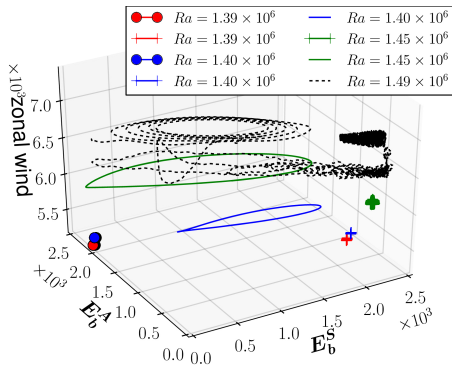 Ra = 1.39 × 10^6 Ra = 1.40 × 10^6
Ra = 1.39 × 10^6 Ra = 1.45 × 10^6
Ra = 1.40 × 10^6 Ra = 1.45 × 10^6
Ra = 1.40 × 10^6 Ra = 1.49 × 10^6
×10^3
zonal wind
7.0
6.5
6.0
5.5
2.5
2.0
1.5
1.0
0.5
0.0
×10^3
E_b^A
0.0
0.5
1.0
1.5
2.0
2.5
×10^3
E_b^S